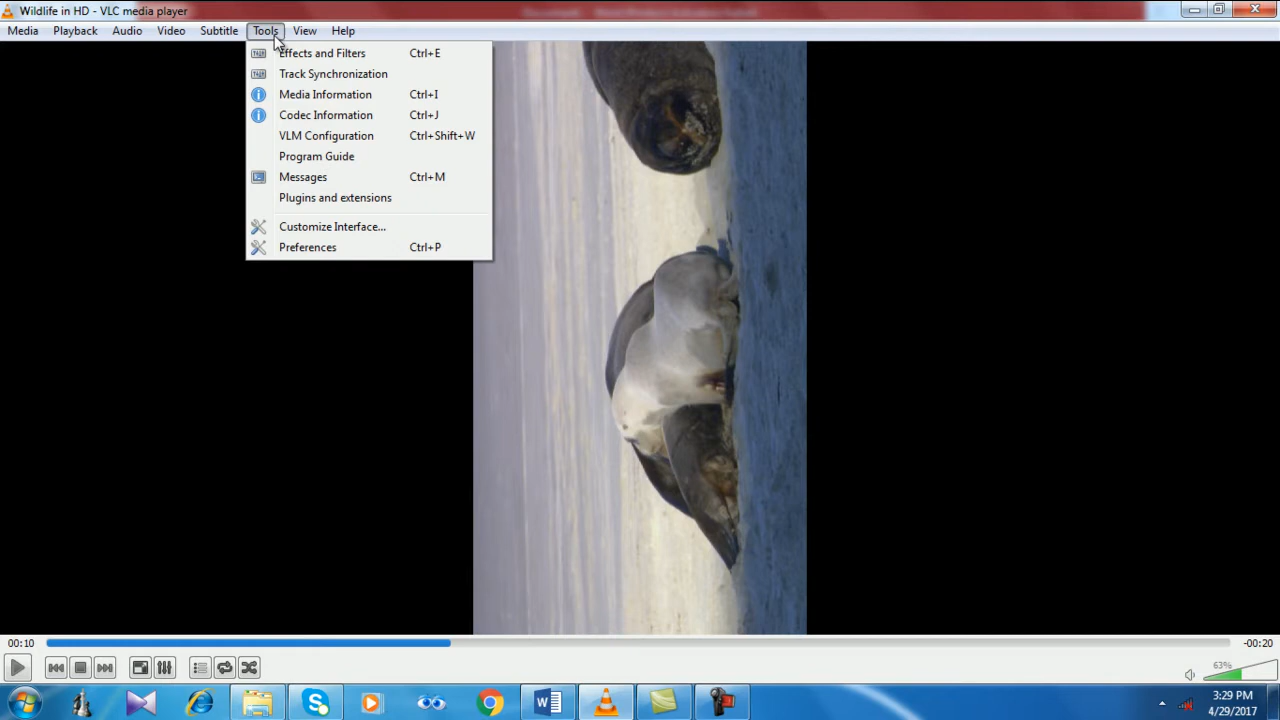 Wildlife in HD - VLC media player
Media Playback Audio Video Subtitle Tools View Help
Effects and Filters Ctrl+E
Track Synchronization
Media Information Ctrl+I
Codec Information Ctrl+J
VLM Configuration Ctrl+Shift+W
Program Guide
Messages Ctrl+M
Plugins and extensions
Customize Interface...
Preferences Ctrl+P
00:10 -00:20
63%
3:29 PM
4/29/2017